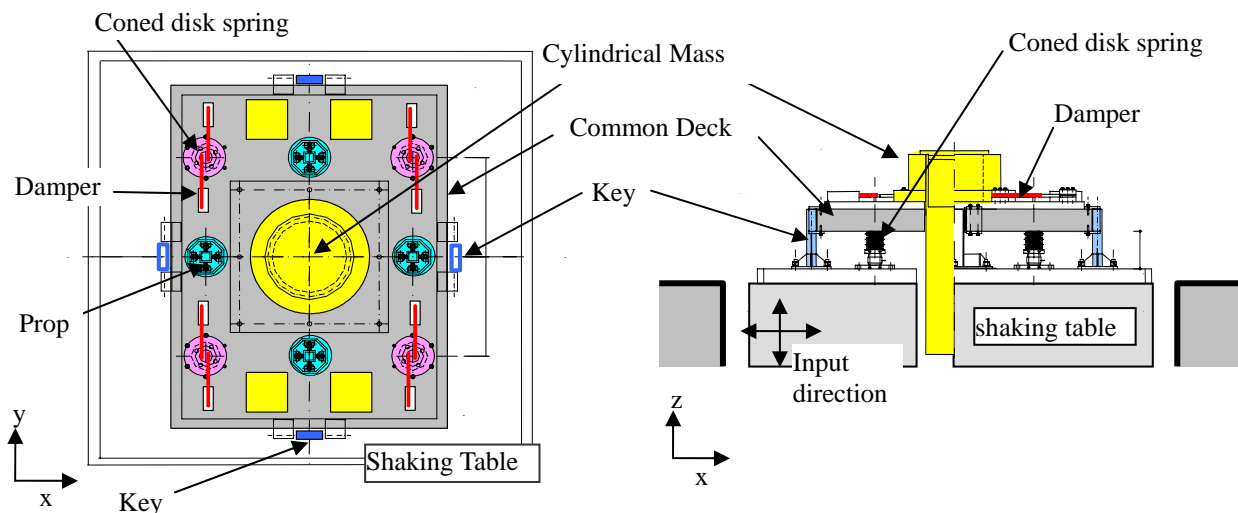 Coned disk spring
Cylindrical Mass
Common Deck
Damper
Key
Prop
Shaking Table
Key
y
x
Coned disk spring
Damper
shaking table
Input
direction
z
x